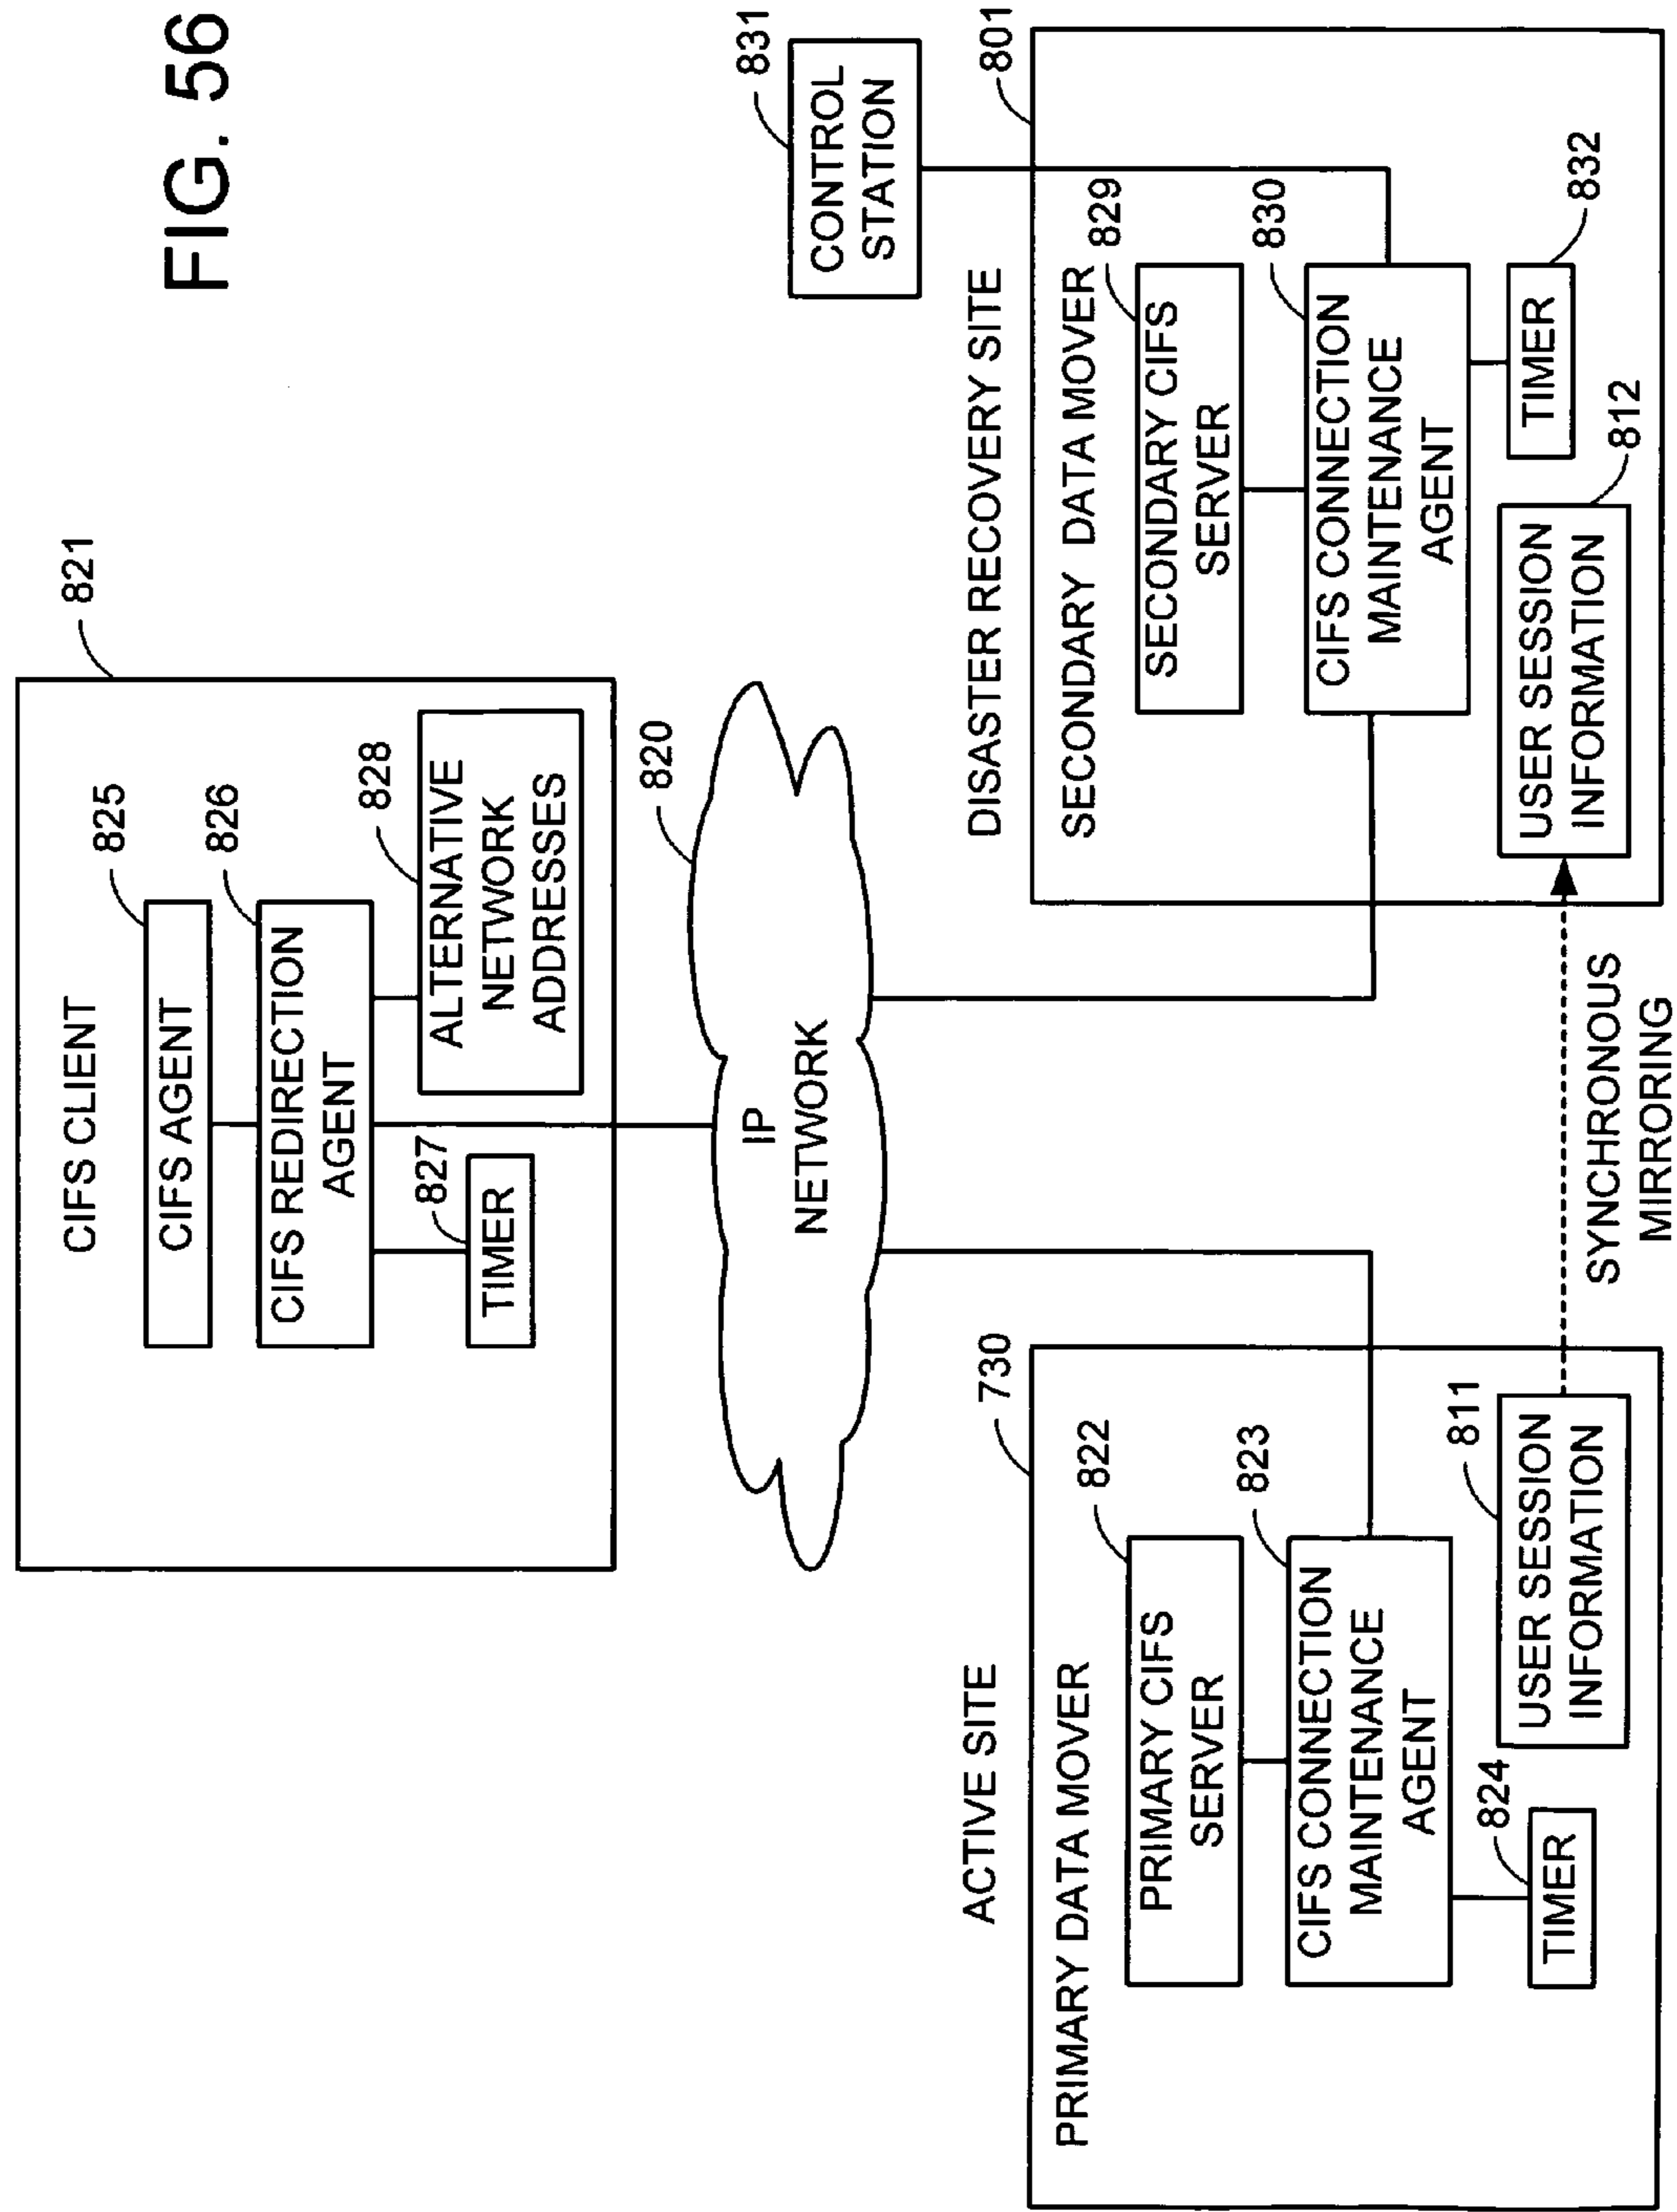 FIG. 56
821
CIFS CLIENT
825
CIFS AGENT
826
CIFS REDIRECTION
AGENT
827
TIMER
828
ALTERNATIVE
NETWORK
ADDRESSES
820
IP
NETWORK
831
CONTROL
STATION
ACTIVE SITE
730
PRIMARY DATA MOVER
822
PRIMARY CIFS
SERVER
823
CIFS CONNECTION
MAINTENANCE
AGENT
824
TIMER
811
USER SESSION
INFORMATION
SYNCHRONOUS
MIRRORING
DISASTER RECOVERY SITE
801
SECONDARY DATA MOVER
829
SECONDARY CIFS
SERVER
830
CIFS CONNECTION
MAINTENANCE
AGENT
832
TIMER
812
USER SESSION
INFORMATION